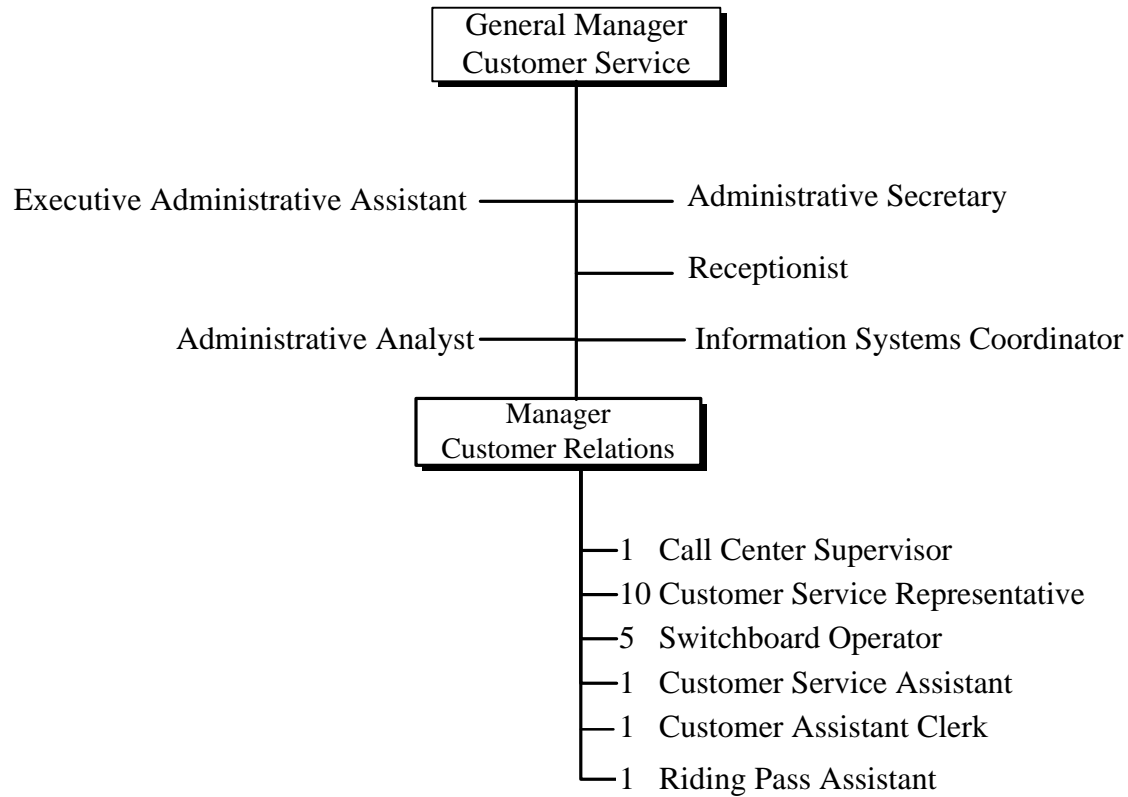 General Manager
Customer Service
Executive Administrative Assistant
Administrative Secretary
Receptionist
Administrative Analyst
Information Systems Coordinator
Manager
Customer Relations
1 Call Center Supervisor
10 Customer Service Representative
5 Switchboard Operator
1 Customer Service Assistant
1 Customer Assistant Clerk
1 Riding Pass Assistant